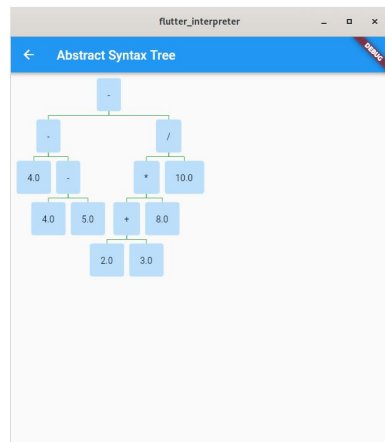 flutter_interpreter
Abstract Syntax Tree
DEBUG
-
- /
4.0 - * 10.0
4.0 5.0 + 8.0
2.0 3.0